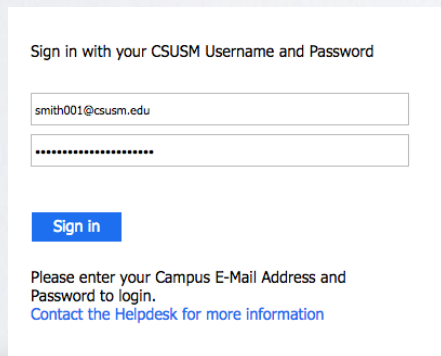 Sign in with your CSUSM Username and Password
smith001@csusm.edu
••••••••••••••••••••••
Sign in
Please enter your Campus E-Mail Address and
Password to login.
Contact the Helpdesk for more information